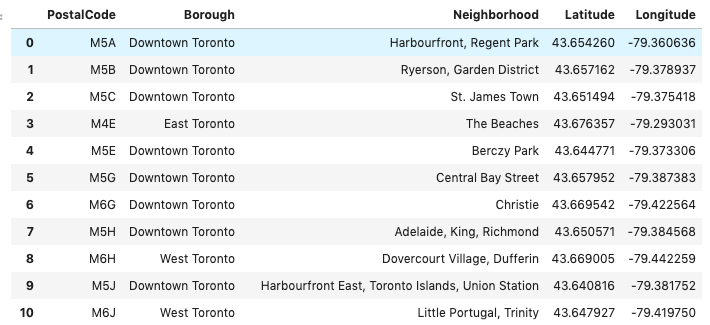 PostalCode Borough Neighborhood Latitude Longitude
0 M5A Downtown Toronto Harbourfront, Regent Park 43.654260 -79.360636
1 M5B Downtown Toronto Ryerson, Garden District 43.657162 -79.378937
2 M5C Downtown Toronto St. James Town 43.651494 -79.375418
3 M4E East Toronto The Beaches 43.676357 -79.293031
4 M5E Downtown Toronto Berczy Park 43.644771 -79.373306
5 M5G Downtown Toronto Central Bay Street 43.657952 -79.387383
6 M6G Downtown Toronto Christie 43.669542 -79.422564
7 M5H Downtown Toronto Adelaide, King, Richmond 43.650571 -79.384568
8 M6H West Toronto Dovercourt Village, Dufferin 43.669005 -79.442259
9 M5J Downtown Toronto Harbourfront East, Toronto Islands, Union Station 43.640816 -79.381752
10 M6J West Toronto Little Portugal, Trinity 43.647927 -79.419750